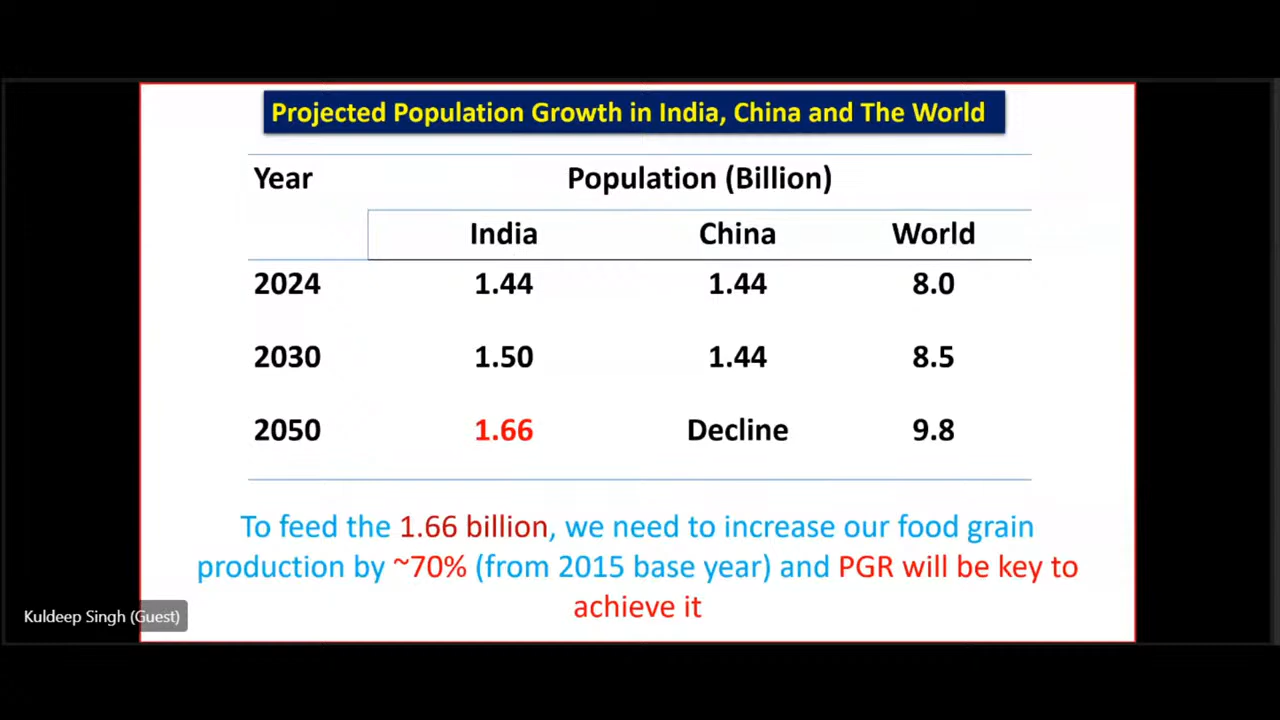 Projected Population Growth in India, China and The World
Year Population (Billion)
India China World
2024 1.44 1.44 8.0
2030 1.50 1.44 8.5
2050 1.66 Decline 9.8
To feed the 1.66 billion, we need to increase our food grain
production by ~70% (from 2015 base year) and PGR will be key to
achieve it
Kuldeep Singh (Guest)